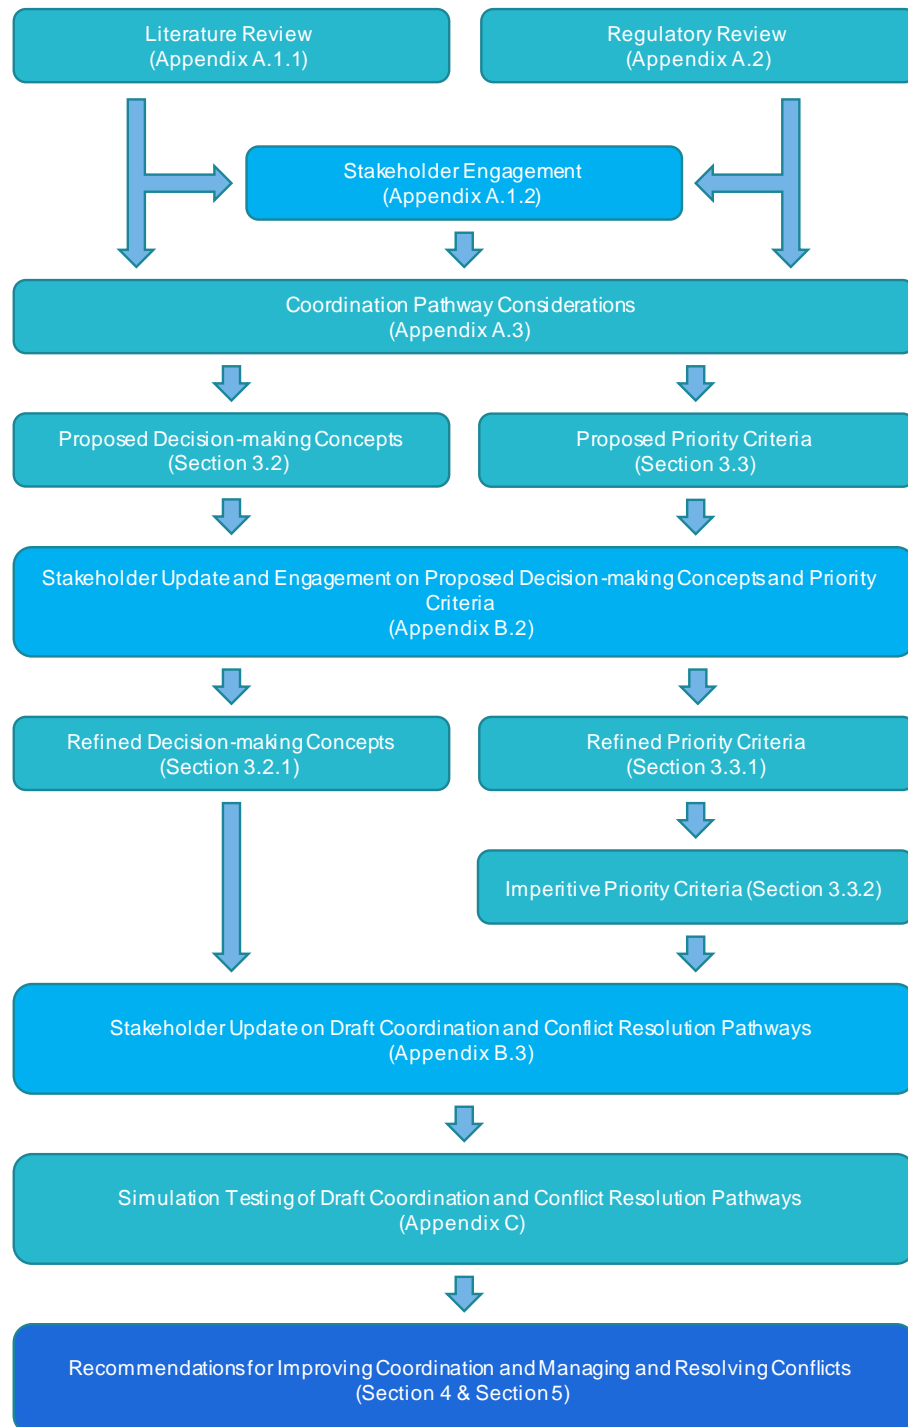 Literature Review
(Appendix A.1.1)
Regulatory Review
(Appendix A.2)
Stakeholder Engagement
(Appendix A.1.2)
Coordination Pathway Considerations
(Appendix A.3)
Proposed Decision-making Concepts
(Section 3.2)
Proposed Priority Criteria
(Section 3.3)
Stakeholder Update and Engagement on Proposed Decision-making Concepts and Priority
Criteria
(Appendix B.2)
Refined Decision-making Concepts
(Section 3.2.1)
Refined Priority Criteria
(Section 3.3.1)
Imperitive Priority Criteria (Section 3.3.2)
Stakeholder Update on Draft Coordination and Conflict Resolution Pathways
(Appendix B.3)
Simulation Testing of Draft Coordination and Conflict Resolution Pathways
(Appendix C)
Recommendations for Improving Coordination and Managing and Resolving Conflicts
(Section 4 & Section 5)